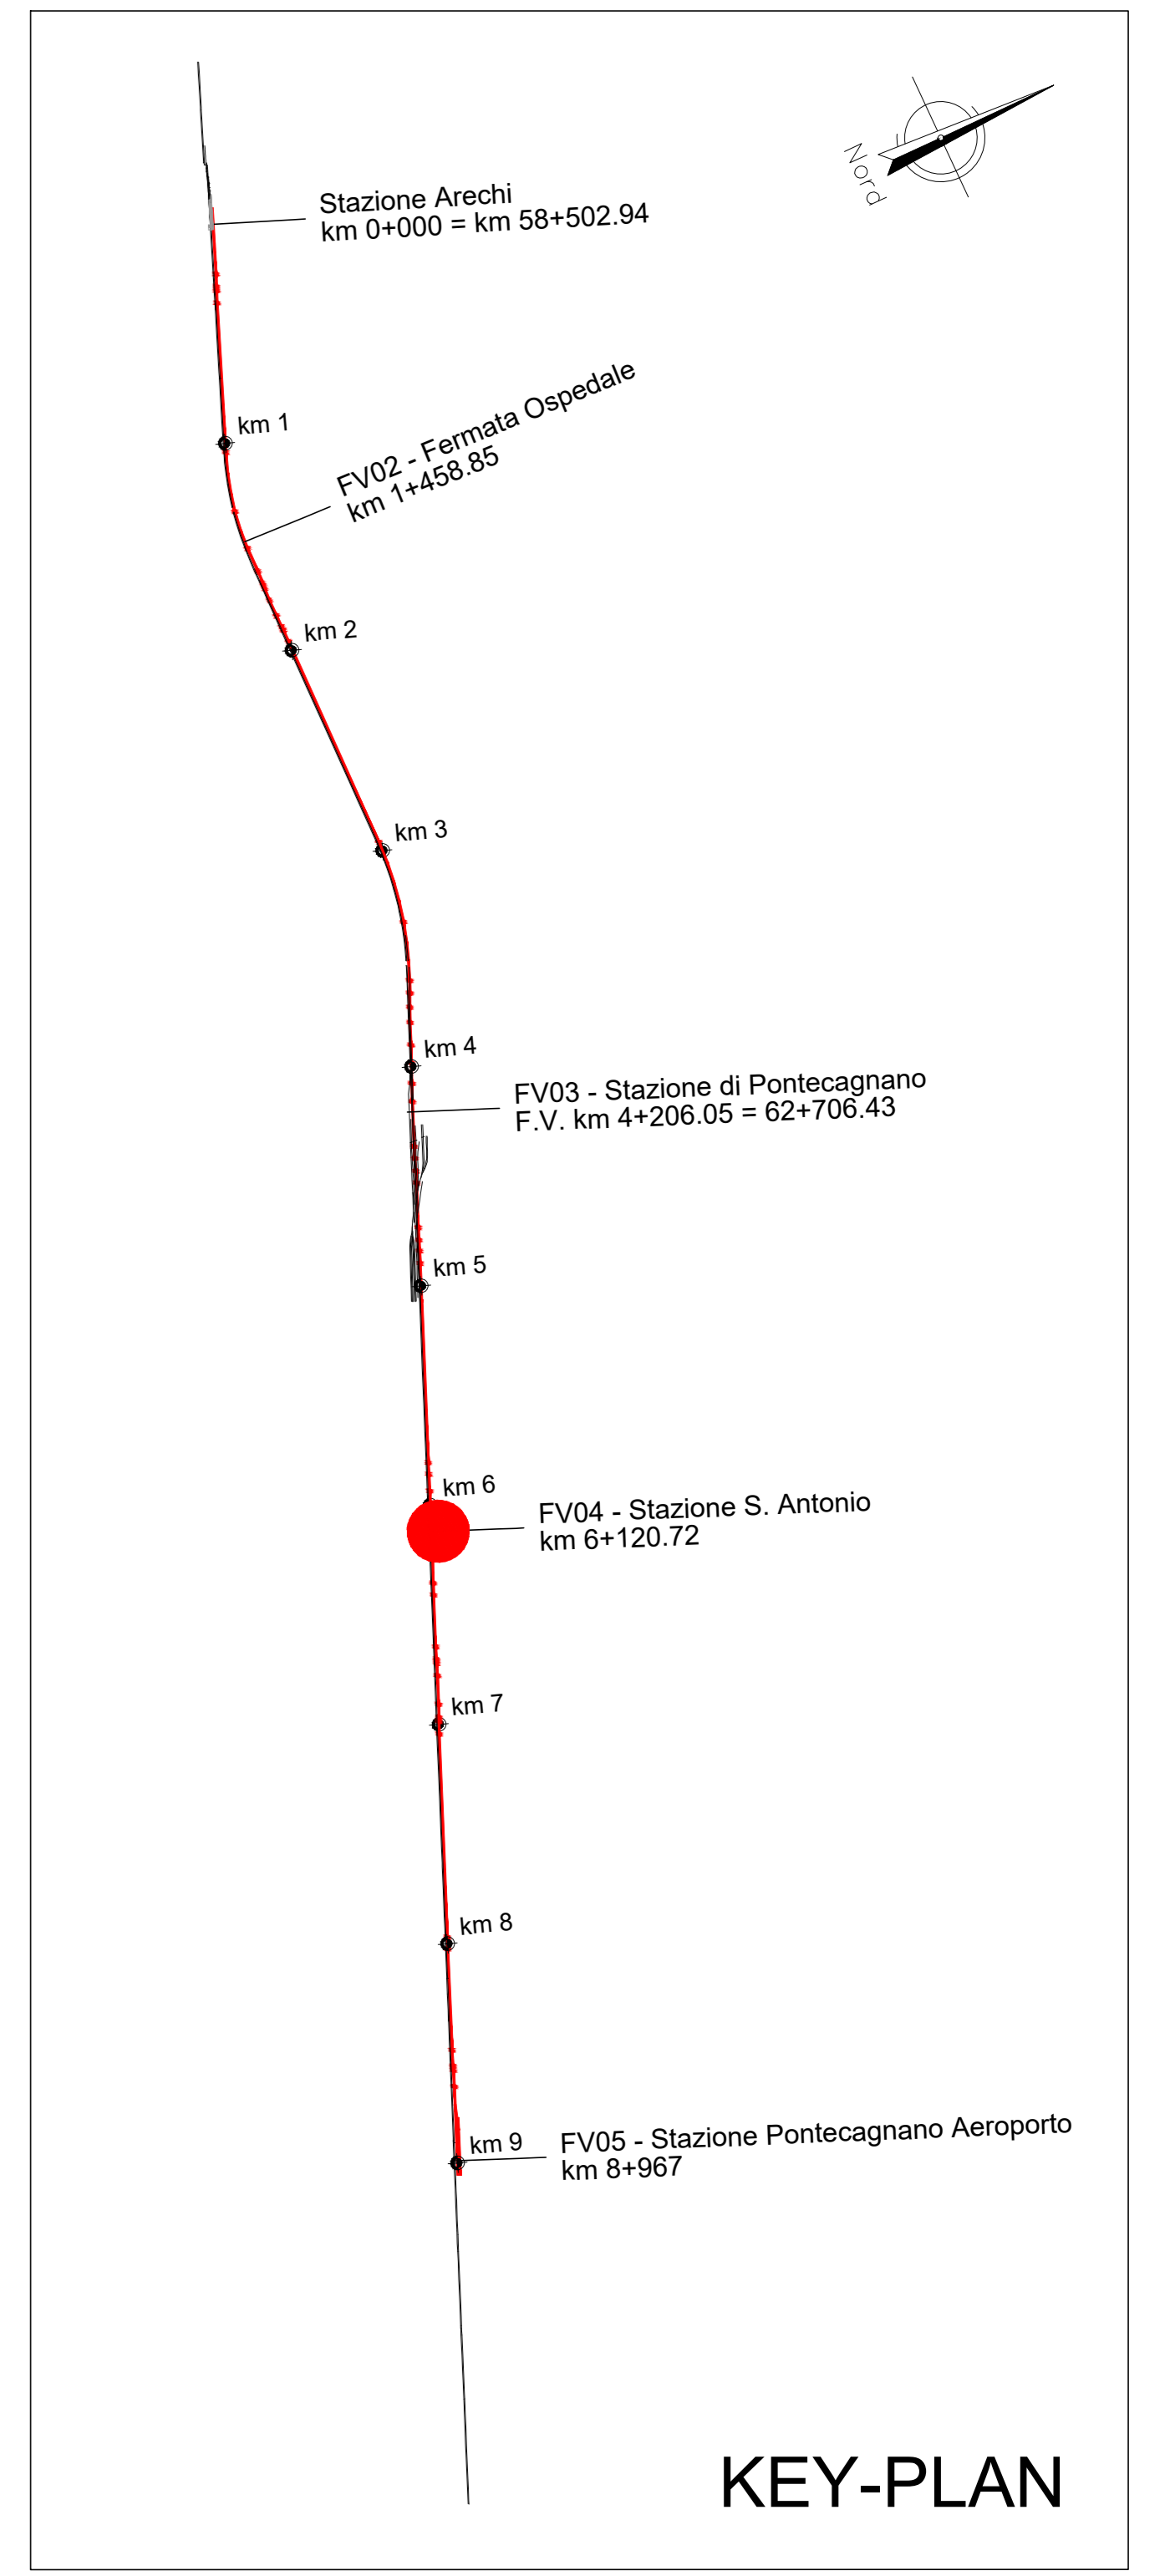 Nord
Stazione Arechi
km 0+000 = km 58+502.94
km 1
FV02 - Fermata Ospedale
km 1+458.85
km 2
km 3
km 4
FV03 - Stazione di Pontecagnano
F.V. km 4+206.05 = 62+706.43
km 5
km 6
FV04 - Stazione S. Antonio
km 6+120.72
km 7
km 8
km 9
FV05 - Stazione Pontecagnano Aeroporto
km 8+967
KEY-PLAN